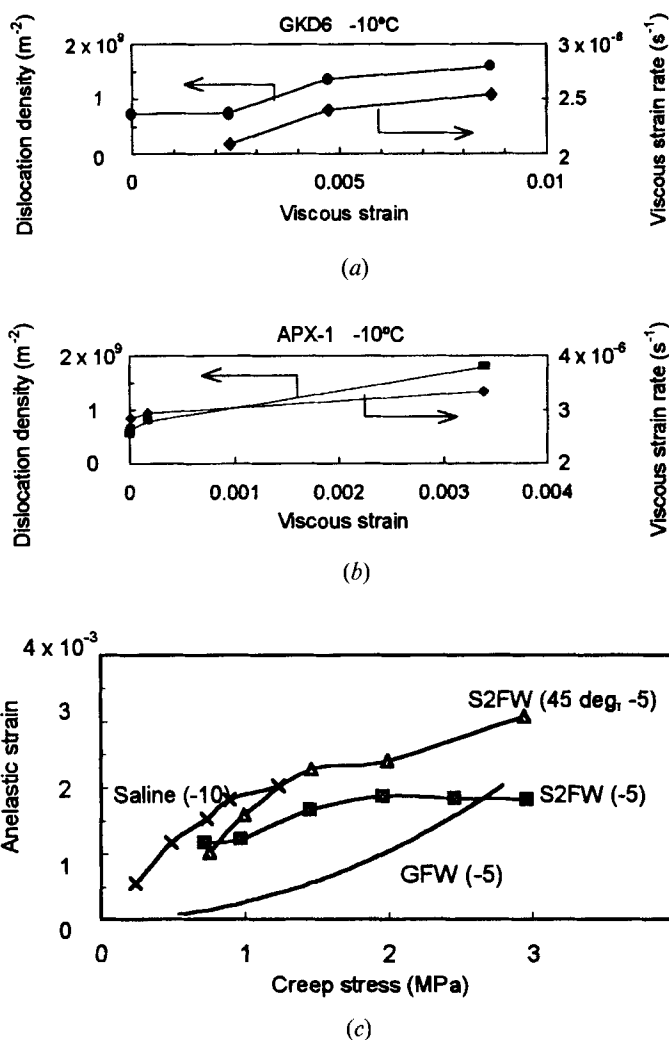 GKD6 -10°C
Dislocation density (m⁻²)
2 x 10⁹
1
0
3 x 10⁻⁶
2.5
2
Viscous strain rate (s⁻¹)
0 0.005 0.01
Viscous strain
(a)
APX-1 -10°C
Dislocation density (m⁻²)
2 x 10⁹
1
0
4 x 10⁻⁶
3
2
Viscous strain rate (s⁻¹)
0 0.001 0.002 0.003 0.004
Viscous strain
(b)
Anelastic strain
4 x 10⁻³
3
2
1
0
S2FW (45 deg, -5)
Saline (-10)
S2FW (-5)
GFW (-5)
0 1 2 3
Creep stress (MPa)
(c)